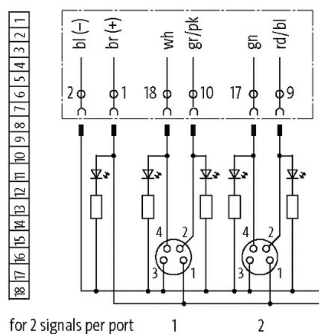 1 2 3 4 5 6 7 8 9 10 11 12 13 14 15 16 17 18
bl (−) br (+) wh gr/pk gn rd/bl
2 1 18 10 17 9
4 2 4 2
3 1 3 1
for 2 signals per port 1 2